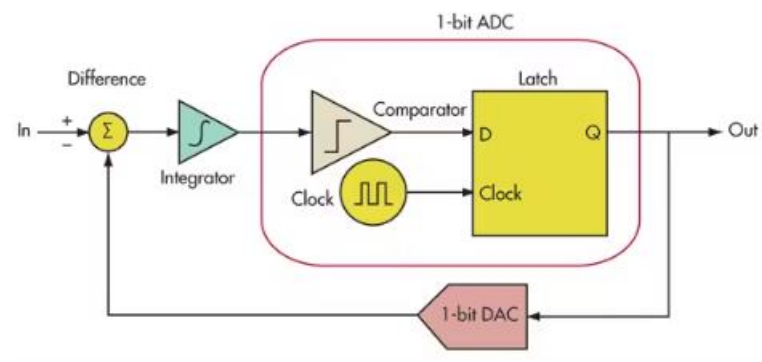 1-bit ADC
Difference
Latch
Comparator
In
+
−
Σ
D
Q
Out
Integrator
Clock
Clock
1-bit DAC